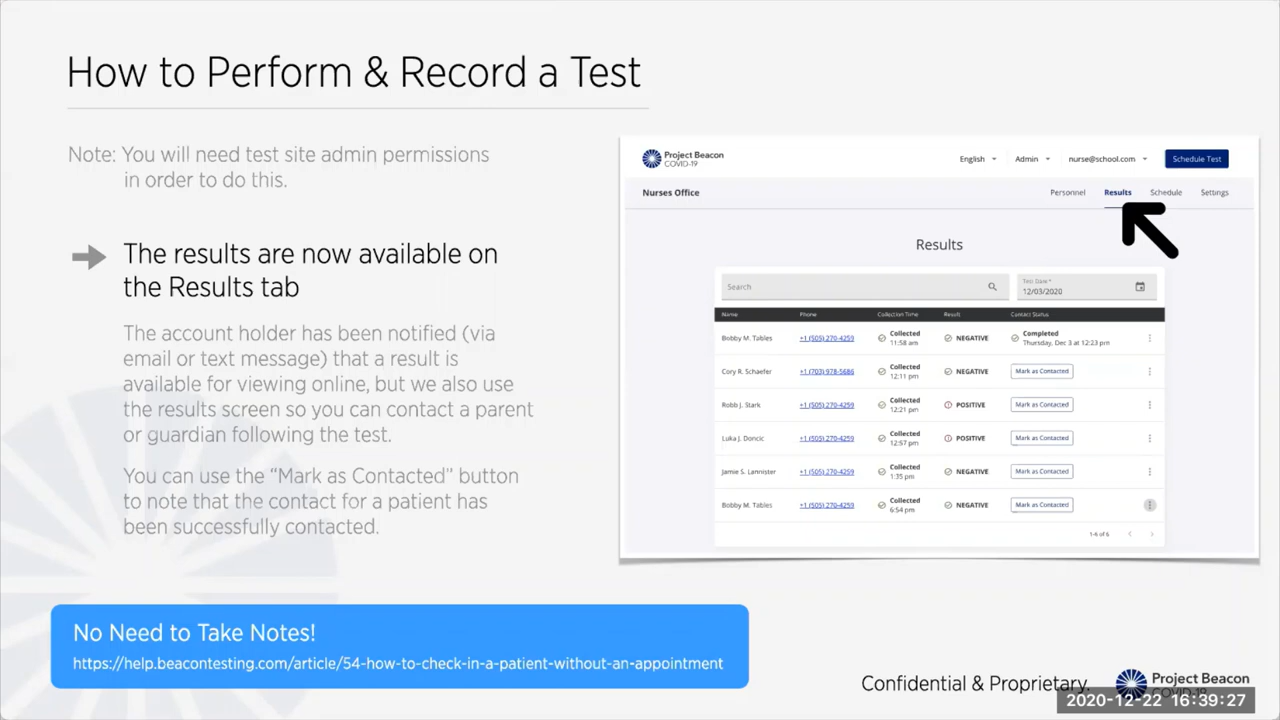 How to Perform & Record a Test
Note: You will need test site admin permissions
in order to do this.
The results are now available on
the Results tab
The account holder has been notified (via
email or text message) that a result is
available for viewing online, but we also use
the results screen so you can contact a parent
or guardian following the test.
You can use the “Mark as Contacted” button
to note that the contact for a patient has
been successfully contacted.
Project Beacon
COVID-19
English Admin nurse@school.com Schedule Test
Nurses Office Personnel Results Schedule Settings
Results
Search
Test Date*
12/03/2020
Name Phone Collection Time Result Contact Status
Bobby M. Tables +1 (505) 270-4259 Collected 11:58 am NEGATIVE Completed Thursday, Dec 3 at 12:23 pm
Cory R. Schaefer +1 (703) 978-5686 Collected 12:11 pm NEGATIVE Mark as Contacted
Robb J. Stark +1 (505) 270-4259 Collected 12:21 pm POSITIVE Mark as Contacted
Luka J. Doncic +1 (505) 270-4259 Collected 12:57 pm POSITIVE Mark as Contacted
Jamie S. Lannister +1 (505) 270-4259 Collected 1:35 pm NEGATIVE Mark as Contacted
Bobby M. Tables +1 (505) 270-4259 Collected 6:54 pm NEGATIVE Mark as Contacted
1-6 of 6
No Need to Take Notes!
https://help.beacontesting.com/article/54-how-to-check-in-a-patient-without-an-appointment
Confidential & Proprietary.
Project Beacon
COVID-19
2020-12-22 16:39:27